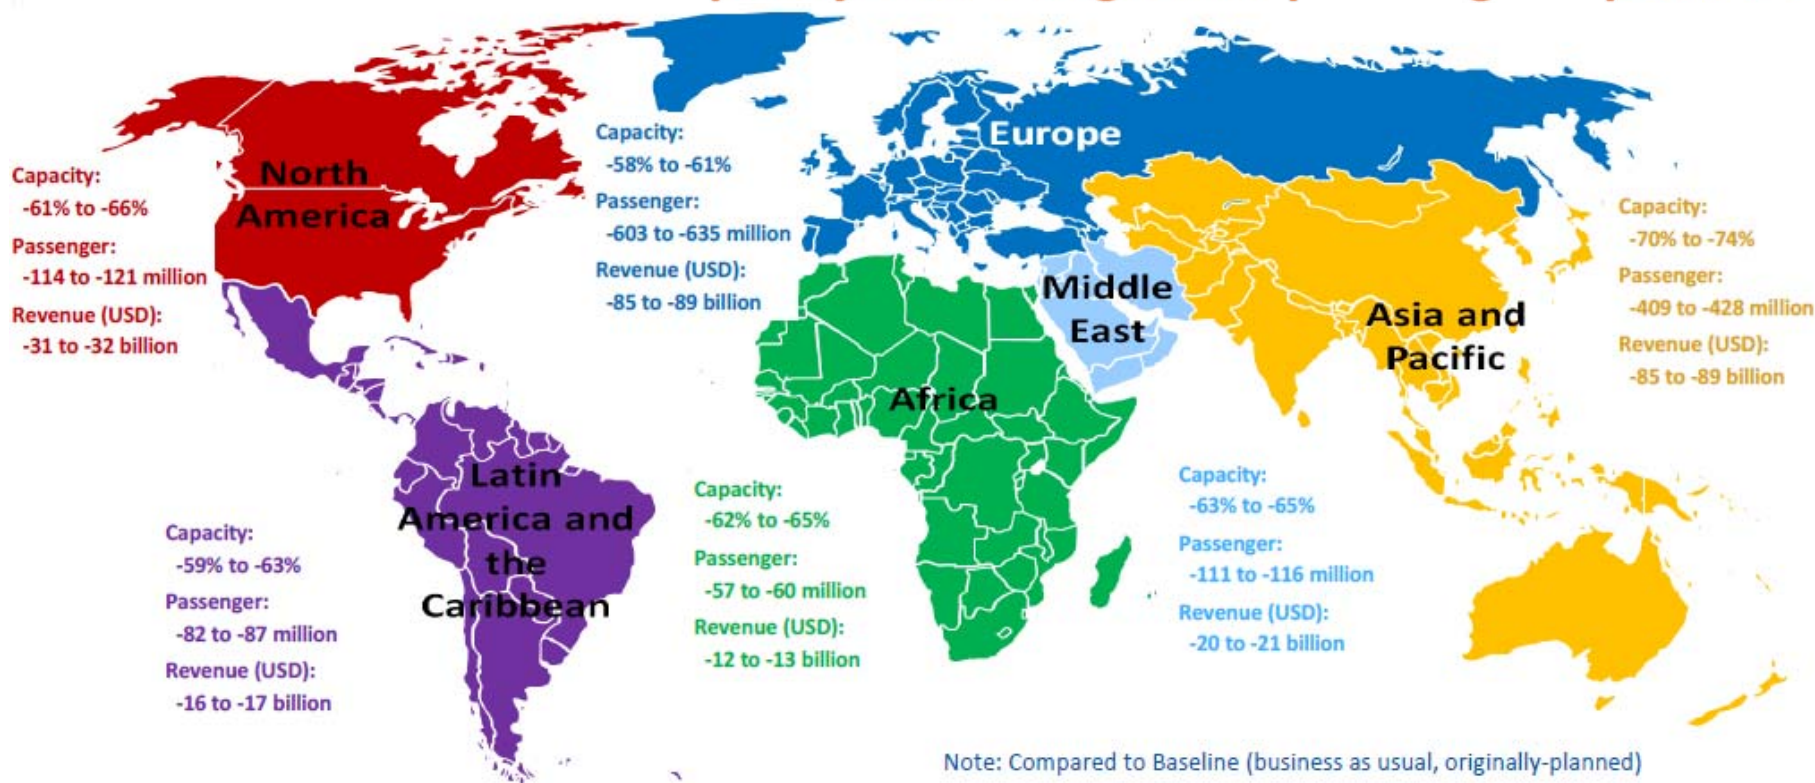 North
America
Capacity:
-61% to -66%
Passenger:
-114 to -121 million
Revenue (USD):
-31 to -32 billion
Capacity:
-58% to -61%
Passenger:
-603 to -635 million
Revenue (USD):
-85 to -89 billion
Europe
Middle
East
Asia and
Pacific
Capacity:
-70% to -74%
Passenger:
-409 to -428 million
Revenue (USD):
-85 to -89 billion
Africa
Latin
America and
the
Caribbean
Capacity:
-59% to -63%
Passenger:
-82 to -87 million
Revenue (USD):
-16 to -17 billion
Capacity:
-62% to -65%
Passenger:
-57 to -60 million
Revenue (USD):
-12 to -13 billion
Capacity:
-63% to -65%
Passenger:
-111 to -116 million
Revenue (USD):
-20 to -21 billion
Note: Compared to Baseline (business as usual, originally-planned)